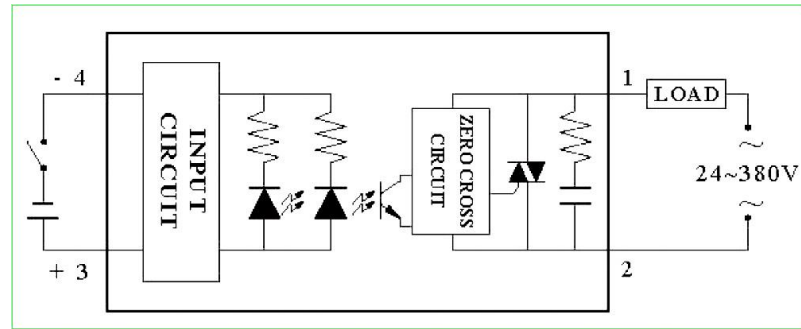 - 4
+ 3
INPUT
CIRCUIT
ZERO CROSS
CIRCUIT
1
2
LOAD
~
24~380V
~